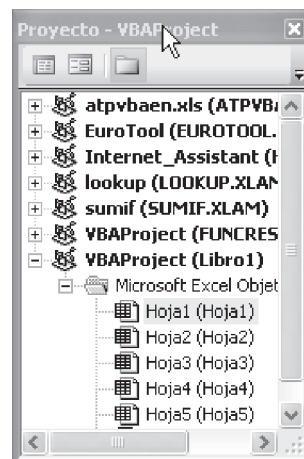 Proyecto - VBAProject
atpvbaen.xls (ATPVB
EuroTool (EUROTOOL.
Internet_Assistant (
lookup (LOOKUP.XLAM
sumif (SUMIF.XLAM)
VBAProject (FUNCRES
VBAProject (Libro1)
Microsoft Excel Objet
Hoja1 (Hoja1)
Hoja2 (Hoja2)
Hoja3 (Hoja3)
Hoja4 (Hoja4)
Hoja5 (Hoja5)